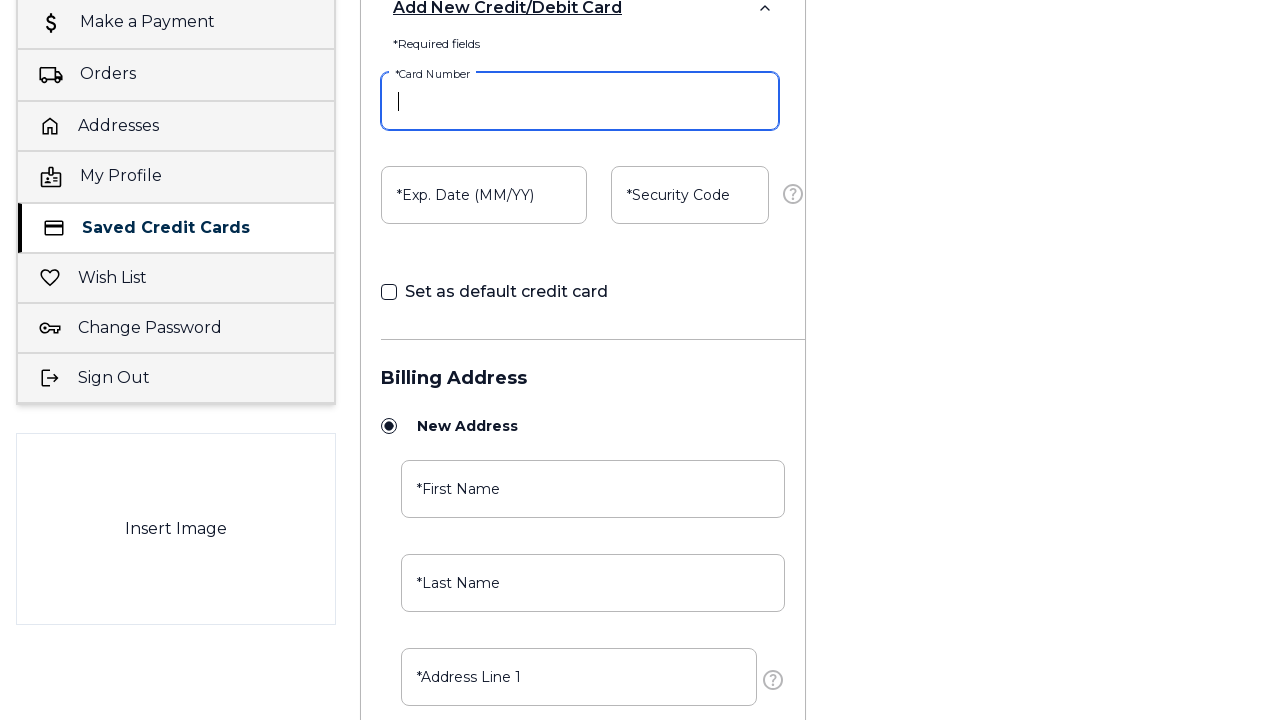 Make a Payment
Orders
Addresses
My Profile
Saved Credit Cards
Wish List
Change Password
Sign Out
Insert Image
Add New Credit/Debit Card
*Required fields
*Card Number
*Exp. Date (MM/YY)
*Security Code
?
Set as default credit card
Billing Address
New Address
*First Name
*Last Name
*Address Line 1
?